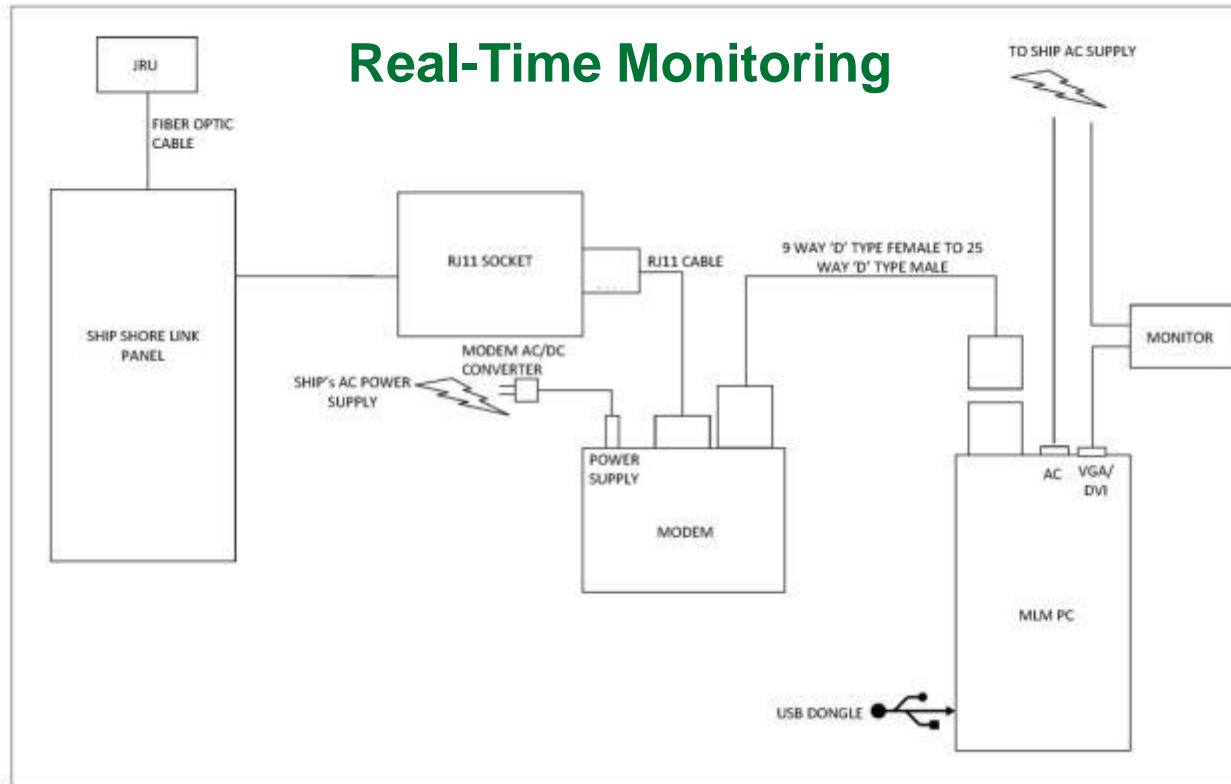 Real-Time Monitoring
JRU
TO SHIP AC SUPPLY
FIBER OPTIC
CABLE
SHIP SHORE LINK
PANEL
RJ11 SOCKET
RJ11 CABLE
9 WAY 'D' TYPE FEMALE TO 25
WAY 'D' TYPE MALE
MONITOR
MODEM AC/DC
CONVERTER
SHIP's AC POWER
SUPPLY
POWER
SUPPLY
MODEM
AC
VGA/
DVI
MLM PC
USB DONGLE